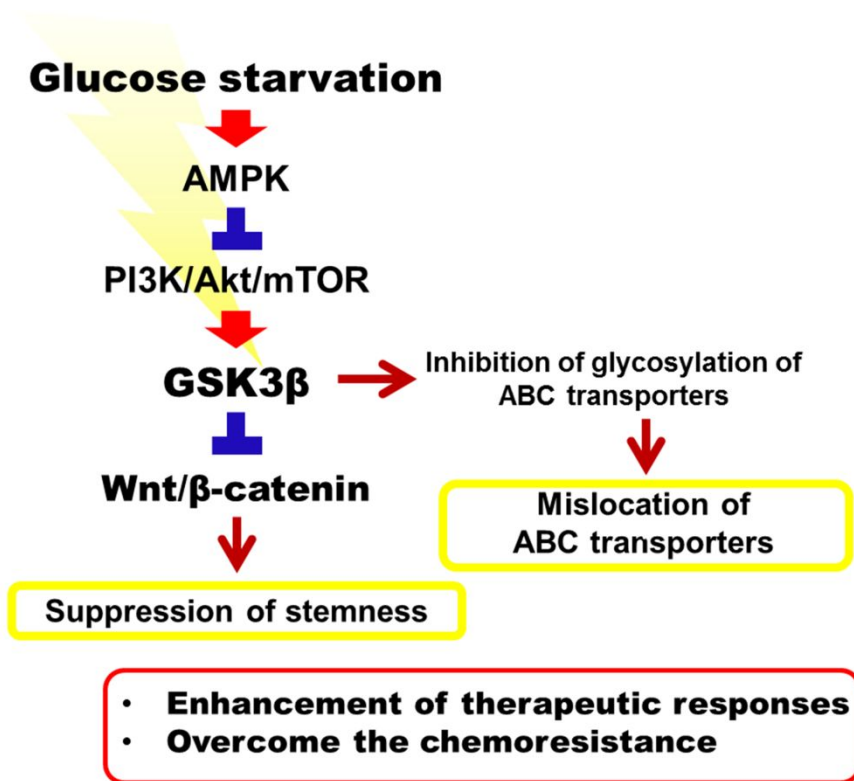 Glucose starvation
AMPK
PI3K/Akt/mTOR
GSK3β
Inhibition of glycosylation of
ABC transporters
Wnt/β-catenin
Mislocation of
ABC transporters
Suppression of stemness
• Enhancement of therapeutic responses
• Overcome the chemoresistance